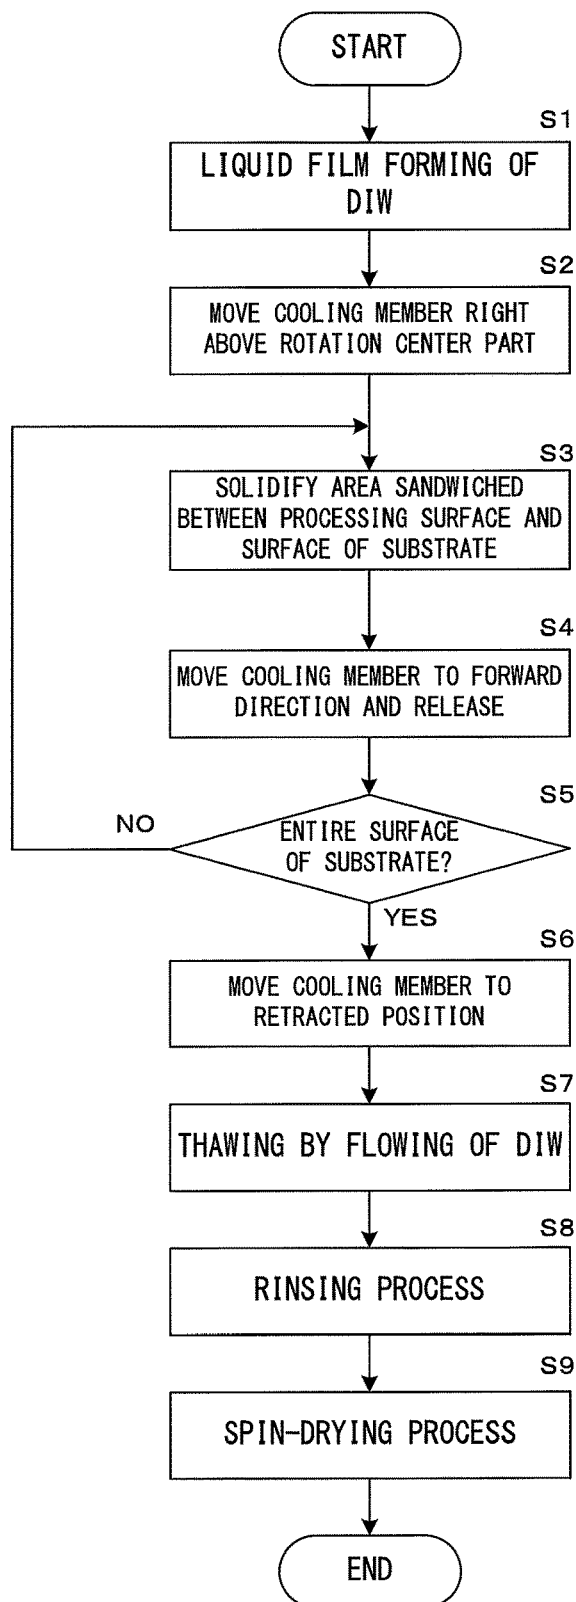 START
S1
LIQUID FILM FORMING OF
DIW
S2
MOVE COOLING MEMBER RIGHT
ABOVE ROTATION CENTER PART
S3
SOLIDIFY AREA SANDWICHED
BETWEEN PROCESSING SURFACE AND
SURFACE OF SUBSTRATE
S4
MOVE COOLING MEMBER TO FORWARD
DIRECTION AND RELEASE
S5
NO
ENTIRE SURFACE
OF SUBSTRATE?
YES
S6
MOVE COOLING MEMBER TO
RETRACTED POSITION
S7
THAWING BY FLOWING OF DIW
S8
RINSING PROCESS
S9
SPIN-DRYING PROCESS
END